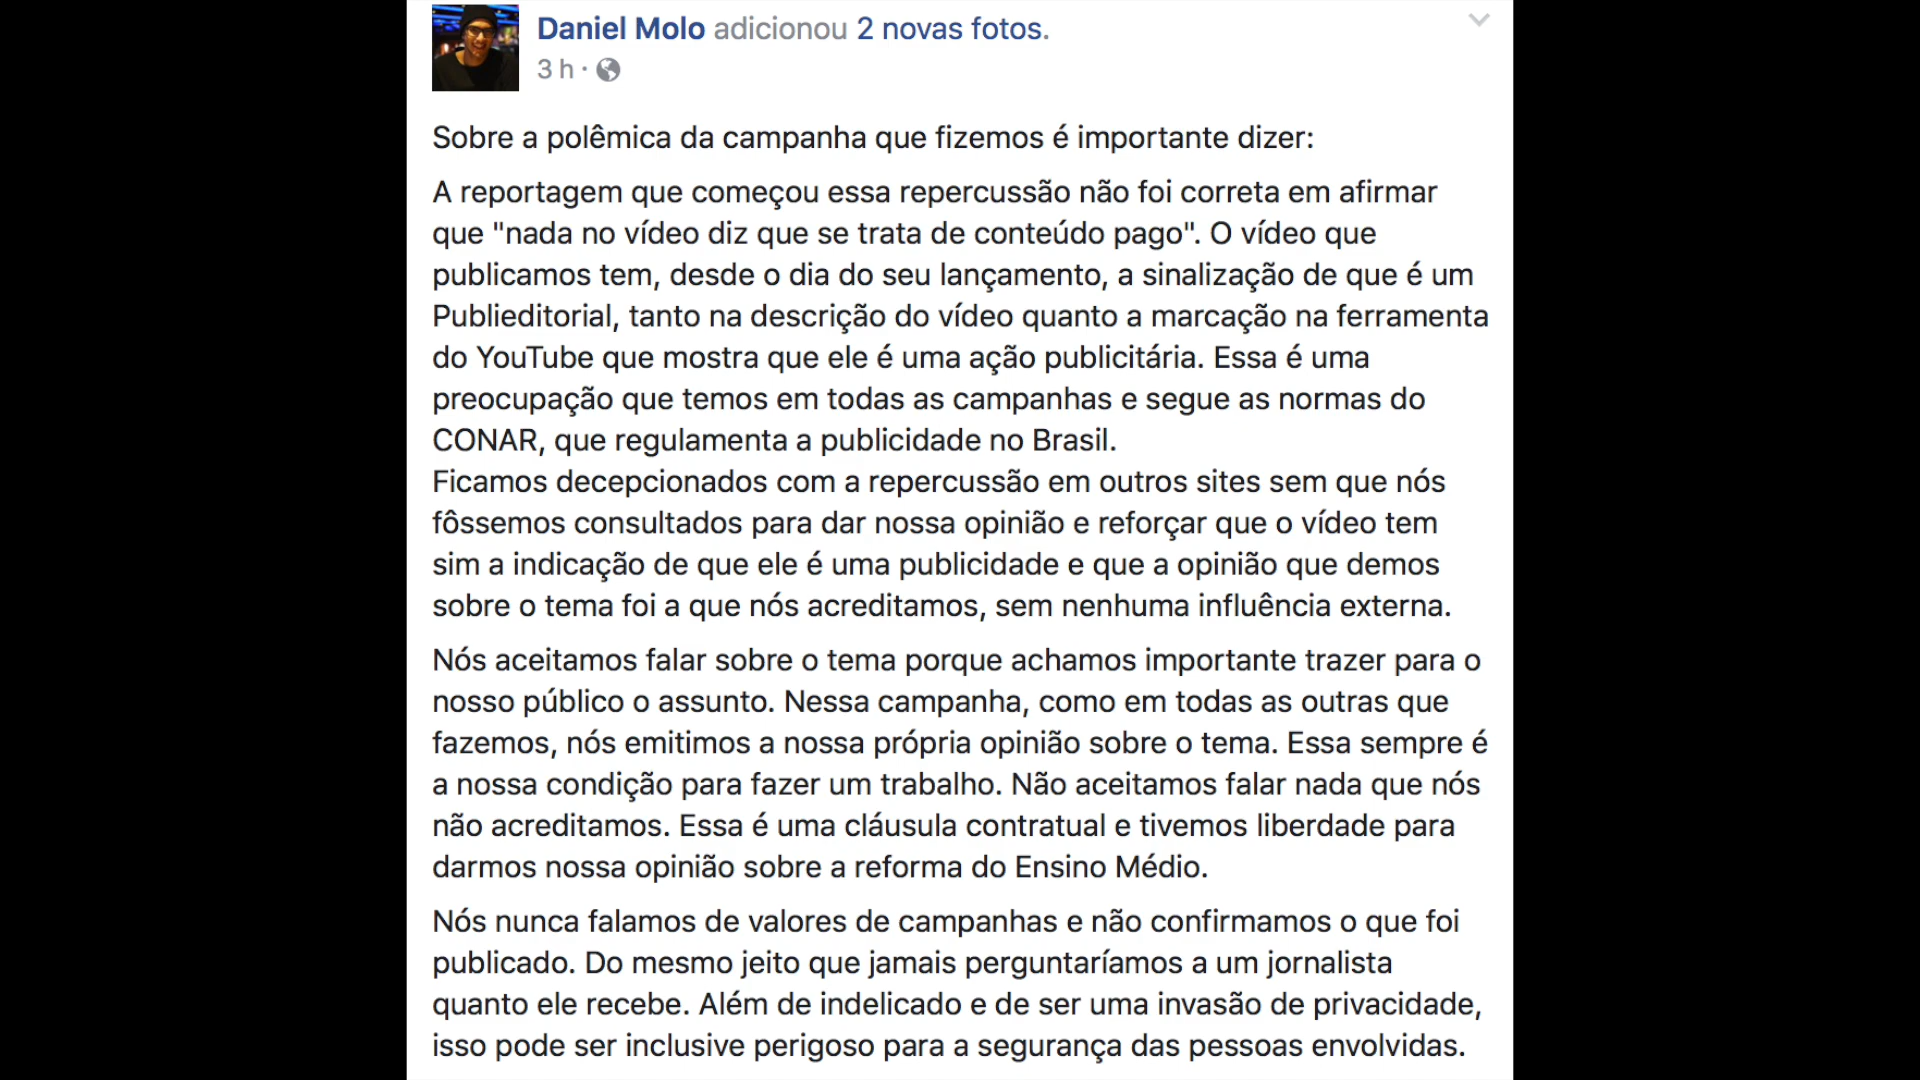 Daniel Molo adicionou 2 novas fotos.
3 h ·
Sobre a polêmica da campanha que fizemos é importante dizer:
A reportagem que começou essa repercussão não foi correta em afirmar
que "nada no vídeo diz que se trata de conteúdo pago". O vídeo que
publicamos tem, desde o dia do seu lançamento, a sinalização de que é um
Publieditorial, tanto na descrição do vídeo quanto a marcação na ferramenta
do YouTube que mostra que ele é uma ação publicitária. Essa é uma
preocupação que temos em todas as campanhas e segue as normas do
CONAR, que regulamenta a publicidade no Brasil.
Ficamos decepcionados com a repercussão em outros sites sem que nós
fôssemos consultados para dar nossa opinião e reforçar que o vídeo tem
sim a indicação de que ele é uma publicidade e que a opinião que demos
sobre o tema foi a que nós acreditamos, sem nenhuma influência externa.
Nós aceitamos falar sobre o tema porque achamos importante trazer para o
nosso público o assunto. Nessa campanha, como em todas as outras que
fazemos, nós emitimos a nossa própria opinião sobre o tema. Essa sempre é
a nossa condição para fazer um trabalho. Não aceitamos falar nada que nós
não acreditamos. Essa é uma cláusula contratual e tivemos liberdade para
darmos nossa opinião sobre a reforma do Ensino Médio.
Nós nunca falamos de valores de campanhas e não confirmamos o que foi
publicado. Do mesmo jeito que jamais perguntaríamos a um jornalista
quanto ele recebe. Além de indelicado e de ser uma invasão de privacidade,
isso pode ser inclusive perigoso para a segurança das pessoas envolvidas.